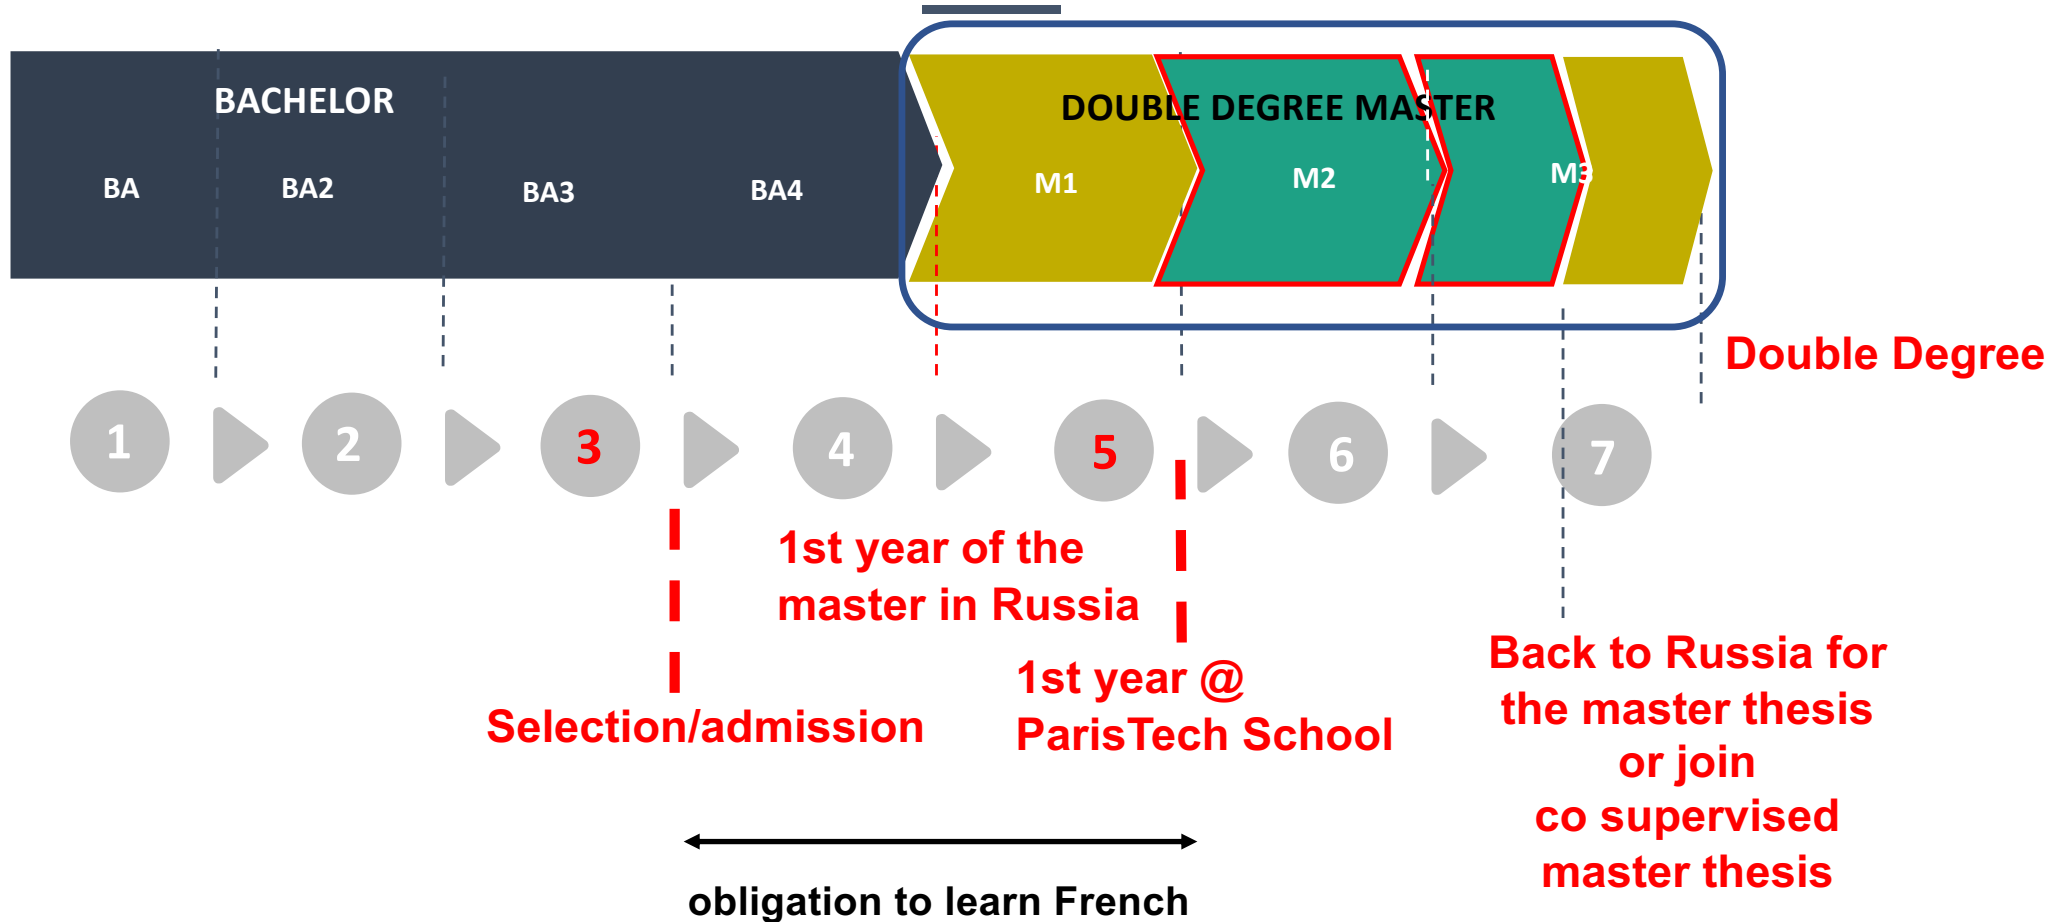 BACHELOR
DOUBLE DEGREE MASTER
BA
BA2
BA3
BA4
M1
M2
M3
Double Degree
1
2
3
4
5
6
7
1st year of the
master in Russia
Selection/admission
1st year @
ParisTech School
Back to Russia for
the master thesis
or join
co supervised
master thesis
obligation to learn French